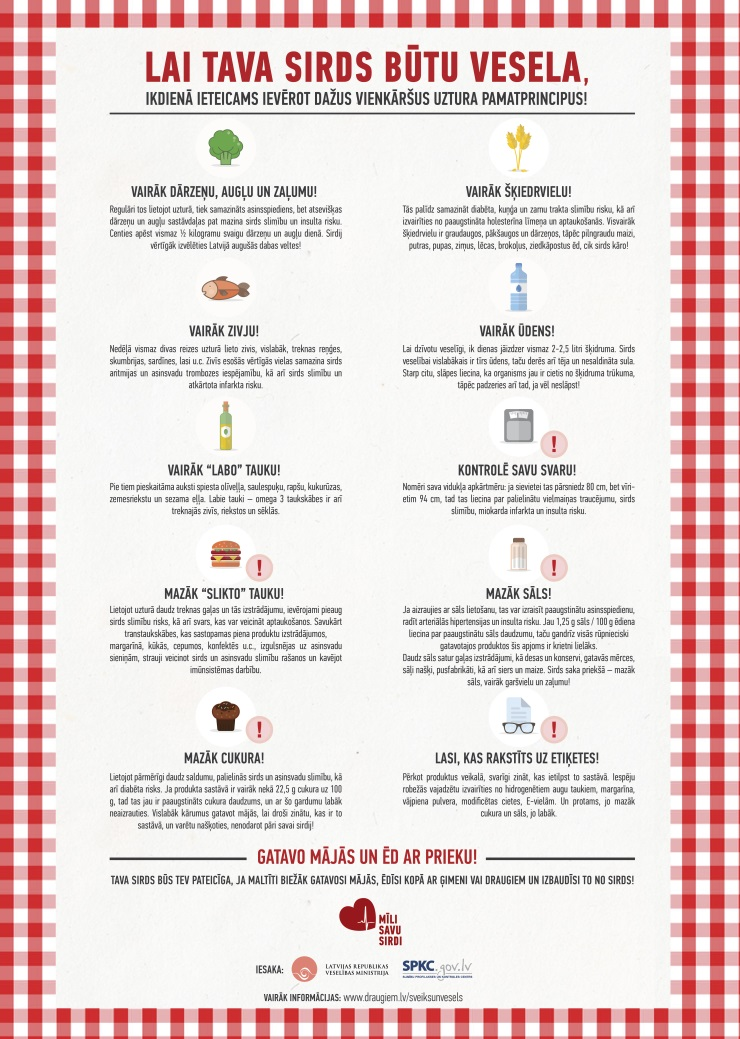 LAI TAVA SIRDS BŪTU VESELA,
IKDIENĀ IETEICAMS IEVĒROT DAŽUS VIENKĀRŠUS UZTURA PAMATPRINCIPUS!
VAIRĀK DĀRZEŅU, AUGĻU UN ZAĻUMU!
Regulāri tos lietojot uzturā, tiek samazināts asinsspiediens, bet atsevišķas
dārzeņu un augļu sastāvdaļas pat mazina sirds slimību un insulta risku.
Centies apēst vismaz ½ kilogramu svaigu dārzeņu un augļu dienā. Sirdij
vērtīgāk izvēlēties Latvijā augušās dabas veltes!
VAIRĀK ŠĶIEDRVIELU!
Tās palīdz samazināt diabēta, kuņģa un zarnu trakta slimību risku, kā arī
izvairīties no paaugstināta holesterīna līmeņa un aptaukošanās. Visvairāk
šķiedrvielu ir graudaugos, pākšaugos un dārzeņos, tāpēc pilngraudu maizi,
putras, pupas, zirņus, lēcas, brokoļus, ziedkāpostus ēd, cik sirds kāro!
VAIRĀK ZIVJU!
Nedēļā vismaz divas reizes uzturā lieto zivis, vislabāk, treknas reņģes,
skumbrijas, sardīnes, lasi u.c. Zivīs esošās vērtīgās vielas samazina sirds
aritmijas un asinsvadu trombozes iespējamību, kā arī sirds slimību un
atkārtota infarkta risku.
VAIRĀK ŪDENS!
Lai dzīvotu veselīgi, ik dienas jāizdzer vismaz 2-2,5 litri šķidruma. Sirds
veselībai vislabākais ir tīrs ūdens, taču derēs arī tēja un nesaldināta sula.
Starp citu, slāpes liecina, ka organisms jau ir cietis no šķidruma trūkuma,
tāpēc padzeries arī tad, ja vēl neslāpst!
VAIRĀK “LABO” TAUKU!
Pie tiem pieskaitāma auksti spiesta olīveļļa, saulespuķu, rapšu, kukurūzas,
zemesriekstu un sezama eļļa. Labie tauki – omega 3 taukskābes ir arī
treknajās zivīs, riekstos un sēklās.
KONTROLĒ SAVU SVARU!
Nomēri sava vidukļa apkārtmēru: ja sievietei tas pārsniedz 80 cm, bet vīri-
etim 94 cm, tad tas liecina par palielinātu vielmaiņas traucējumu, sirds
slimību, miokarda infarkta un insulta risku.
MAZĀK “SLIKTO” TAUKU!
Lietojot uzturā daudz treknas gaļas un tās izstrādājumu, ievērojami pieaug
sirds slimību risks, kā arī svars, kas var veicināt aptaukošanos. Savukārt
transtaukskābes, kas sastopamas piena produktu izstrādājumos,
margarīnā, kūkās, cepumos, konfektēs u.c., izgulsnējas uz asinsvadu
sieniņām, strauji veicinot sirds un asinsvadu slimību rašanos un kavējot
imūnsistēmas darbību.
MAZĀK SĀLS!
Ja aizraujies ar sāls lietošanu, tas var izraisīt paaugstinātu asinsspiedienu,
radīt arteriālās hipertensijas un insulta risku. Jau 1,25 g sāls / 100 g ēdiena
liecina par paaugstinātu sāls daudzumu, taču gandrīz visās rūpnieciski
gatavotajos produktos šis apjoms ir krietni lielāks.
Daudz sāls satur gaļas izstrādājumi, kā desas un konservi, gatavās mērces,
sāļi našķi, pusfabrikāti, kā arī siers un maize. Sirds saka priekšā – mazāk
sāls, vairāk garšvielu un zaļumu!
MAZĀK CUKURA!
Lietojot pārmērīgi daudz saldumu, palielinās sirds un asinsvadu slimību, kā
arī diabēta risks. Ja produkta sastāvā ir vairāk nekā 22,5 g cukura uz 100
g, tad tas jau ir paaugstināts cukura daudzums, un ar šo gardumu labāk
neaizrauties. Vislabāk kārumus gatavot mājās, lai droši zinātu, kas ir to
sastāvā, un varētu našķoties, nenodarot pāri savai sirdij!
LASI, KAS RAKSTĪTS UZ ETIĶETES!
Pērkot produktus veikalā, svarīgi zināt, kas ietilpst to sastāvā. Iespēju
robežās vajadzētu izvairīties no hidrogenētiem augu taukiem, margarīna,
vājpiena pulvera, modificētas cietes, E-vielām. Un protams, jo mazāk
cukura un sāls, jo labāk.
GATAVO MĀJĀS UN ĒD AR PRIEKU!
TAVA SIRDS BŪS TEV PATEICĪGA, JA MALTĪTI BIEŽĀK GATAVOSI MĀJĀS, ĒDĪSI KOPĀ AR ĢIMENI VAI DRAUGIEM UN IZBAUDĪSI TO NO SIRDS!
MĪLI
SAVU
SIRDI
IESAKA:
LATVIJAS REPUBLIKAS
VESELĪBAS MINISTRIJA
SPKC.gov.lv
SLIMĪBU PROFILAKSES UN KONTROLES CENTRS
VAIRĀK INFORMĀCIJAS: www.draugiem.lv/sveiksunvesels